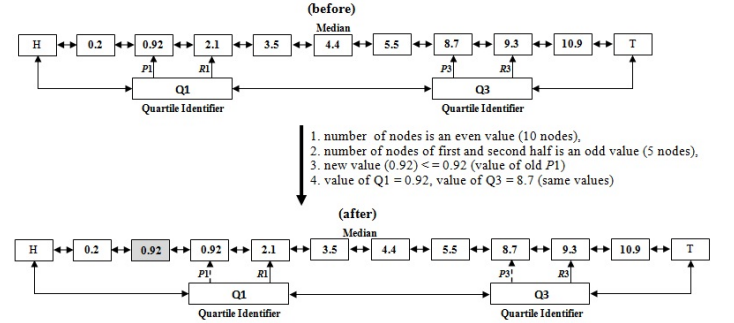 (before)
Median
H 0.2 0.92 2.1 3.5 4.4 5.5 8.7 9.3 10.9 T
P1 R1 P3 R3
Q1 Q3
Quartile Identifier Quartile Identifier
1. number of nodes is an even value (10 nodes),
2. number of nodes of first and second half is an odd value (5 nodes),
3. new value (0.92) <= 0.92 (value of old P1)
4. value of Q1 = 0.92, value of Q3 = 8.7 (same values)
(after)
Median
H 0.2 0.92 0.92 2.1 3.5 4.4 5.5 8.7 9.3 10.9 T
P1' R1 P3' R3
Q1 Q3
Quartile Identifier Quartile Identifier